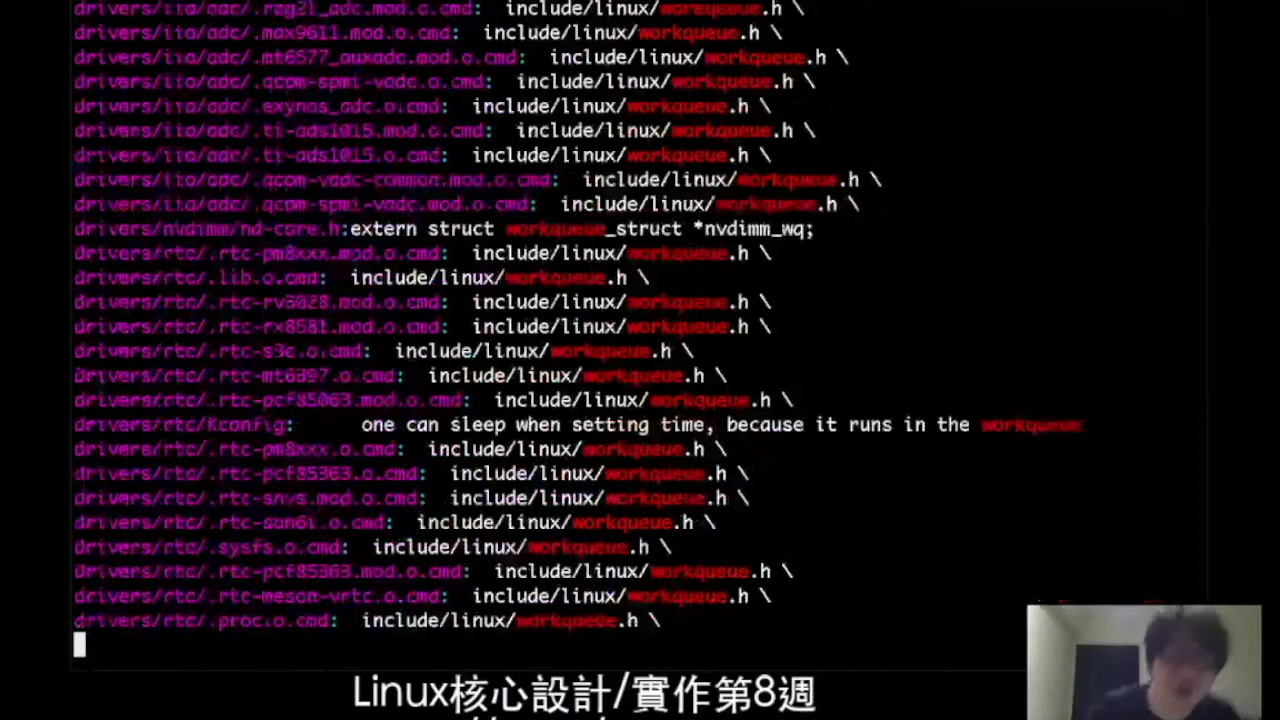 drivers/iio/adc/.rzg2l_adc.mod.o.cmd: include/linux/workqueue.h \
drivers/iio/adc/.max9611.mod.o.cmd: include/linux/workqueue.h \
drivers/iio/adc/.mt6577_auxadc.mod.o.cmd: include/linux/workqueue.h \
drivers/iio/adc/.qcom-spmi-vadc.o.cmd: include/linux/workqueue.h \
drivers/iio/adc/.exynos_adc.o.cmd: include/linux/workqueue.h \
drivers/iio/adc/.ti-ads1015.mod.o.cmd: include/linux/workqueue.h \
drivers/iio/adc/.ti-ads1015.o.cmd: include/linux/workqueue.h \
drivers/iio/adc/.qcom-vadc-common.mod.o.cmd: include/linux/workqueue.h \
drivers/iio/adc/.qcom-spmi-vadc.mod.o.cmd: include/linux/workqueue.h \
drivers/nvdimm/nd-core.h:extern struct workqueue_struct *nvdimm_wq;
drivers/rtc/.rtc-pm8xxx.mod.o.cmd: include/linux/workqueue.h \
drivers/rtc/.lib.o.cmd: include/linux/workqueue.h \
drivers/rtc/.rtc-rv3028.mod.o.cmd: include/linux/workqueue.h \
drivers/rtc/.rtc-rx8581.mod.o.cmd: include/linux/workqueue.h \
drivers/rtc/.rtc-s3c.o.cmd: include/linux/workqueue.h \
drivers/rtc/.rtc-mt6397.o.cmd: include/linux/workqueue.h \
drivers/rtc/.rtc-pcf85063.mod.o.cmd: include/linux/workqueue.h \
drivers/rtc/Kconfig: one can sleep when setting time, because it runs in the workqueue
drivers/rtc/.rtc-pm8xxx.o.cmd: include/linux/workqueue.h \
drivers/rtc/.rtc-pcf85363.o.cmd: include/linux/workqueue.h \
drivers/rtc/.rtc-snvs.mod.o.cmd: include/linux/workqueue.h \
drivers/rtc/.rtc-sun6i.o.cmd: include/linux/workqueue.h \
drivers/rtc/.sysfs.o.cmd: include/linux/workqueue.h \
drivers/rtc/.rtc-pcf85363.mod.o.cmd: include/linux/workqueue.h \
drivers/rtc/.rtc-meson-vrtc.o.cmd: include/linux/workqueue.h \
drivers/rtc/.proc.o.cmd: include/linux/workqueue.h \
Linux核心設計/實作第8週